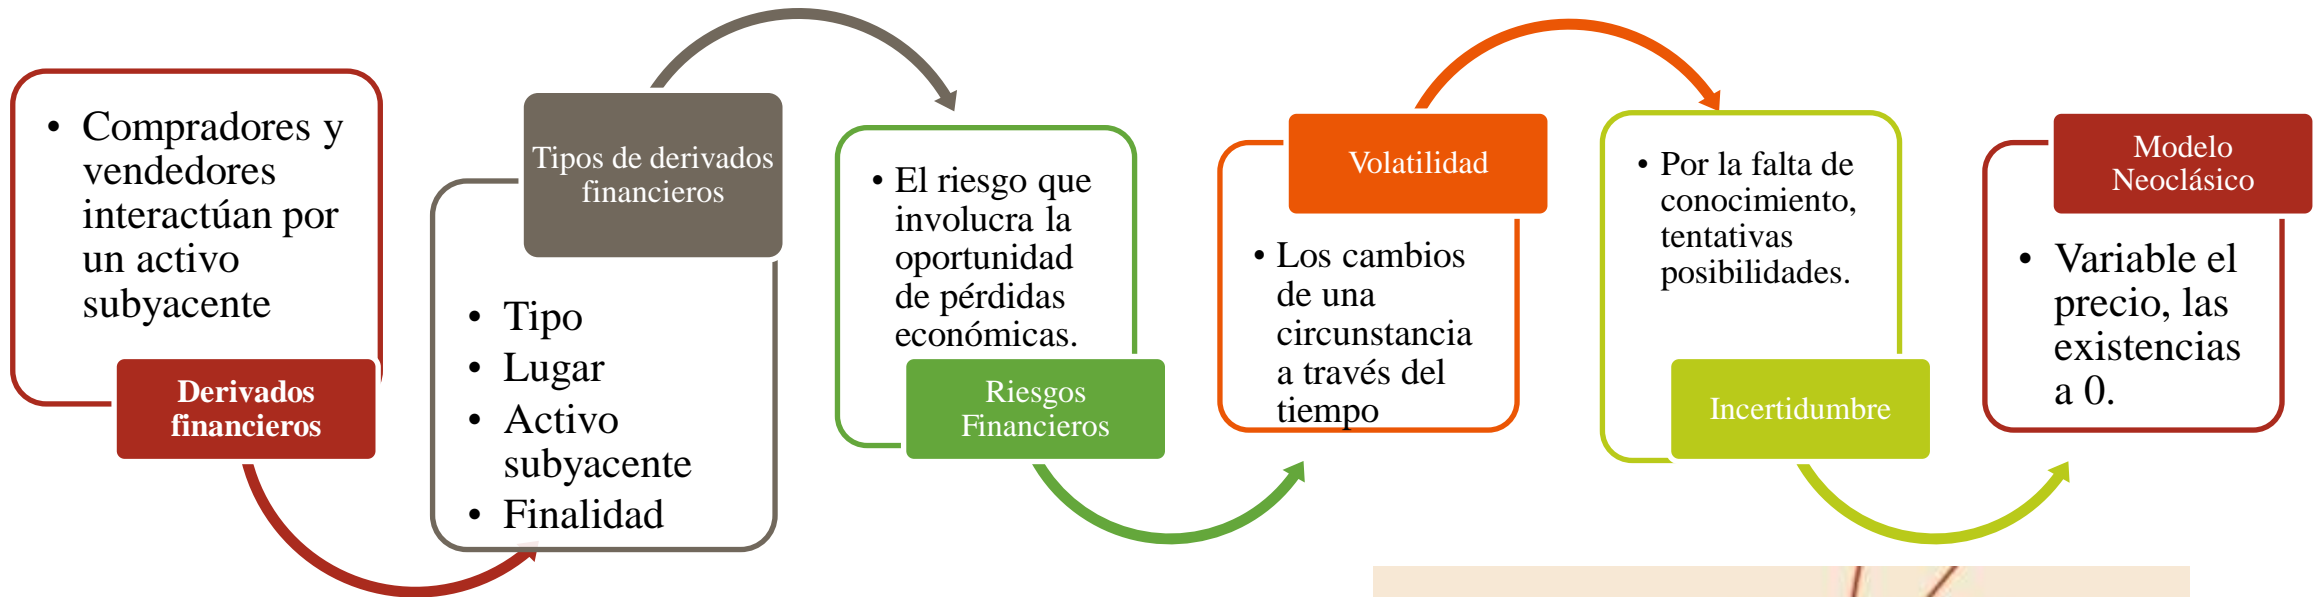 • Compradores y
vendedores
interactúan por
un activo
subyacente
Derivados
financieros
Tipos de derivados
financieros
• Tipo
• Lugar
• Activo
subyacente
• Finalidad
• El riesgo que
involucra la
oportunidad
de pérdidas
económicas.
Riesgos
Financieros
Volatilidad
• Los cambios
de una
circunstancia
a través del
tiempo
• Por la falta de
conocimiento,
tentativas
posibilidades.
Incertidumbre
Modelo
Neoclásico
• Variable el
precio, las
existencias
a 0.